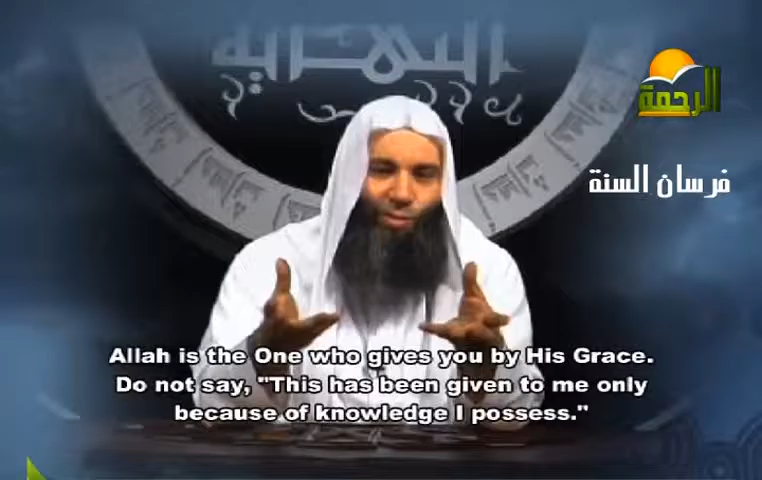 النهاية
الرحمة
فرسان السنة
Allah is the One who gives you by His Grace.
Do not say, "This has been given to me only
because of knowledge I possess."